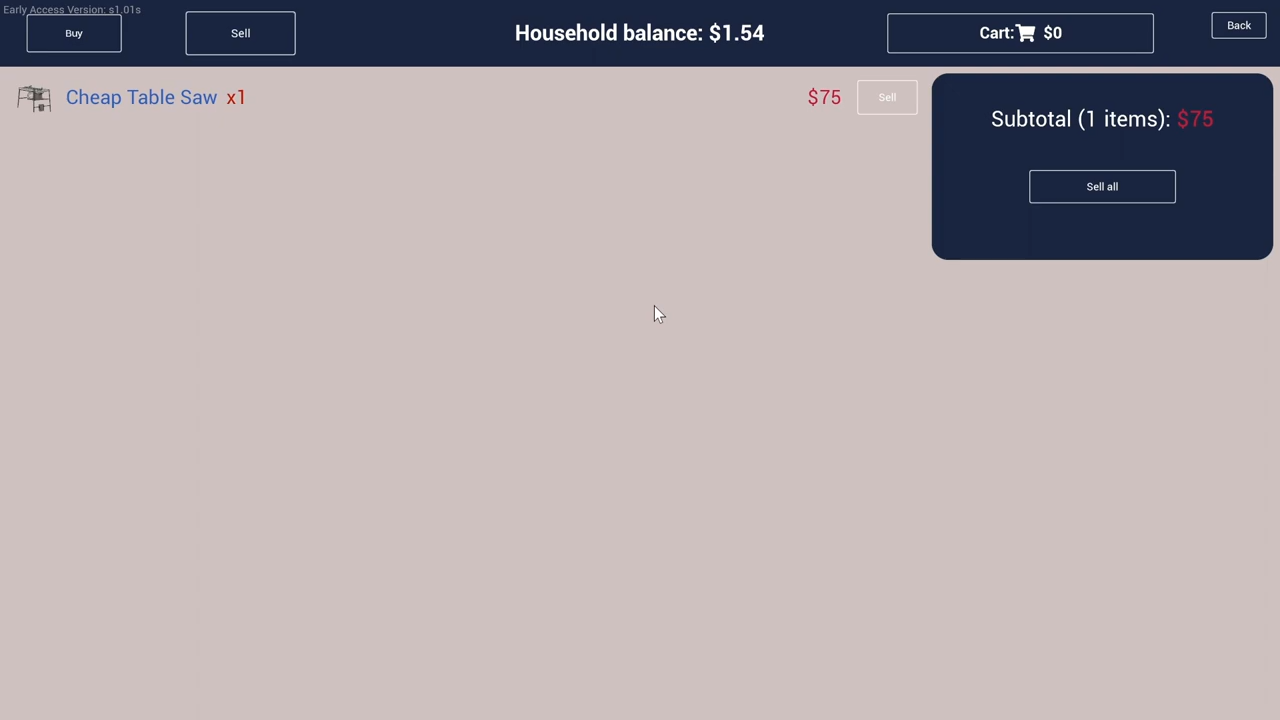 Early Access Version: s1.01s
Buy
Sell
Household balance: $1.54
Cart: $0
Back
Cheap Table Saw x1
$75
Sell
Subtotal (1 items): $75
Sell all